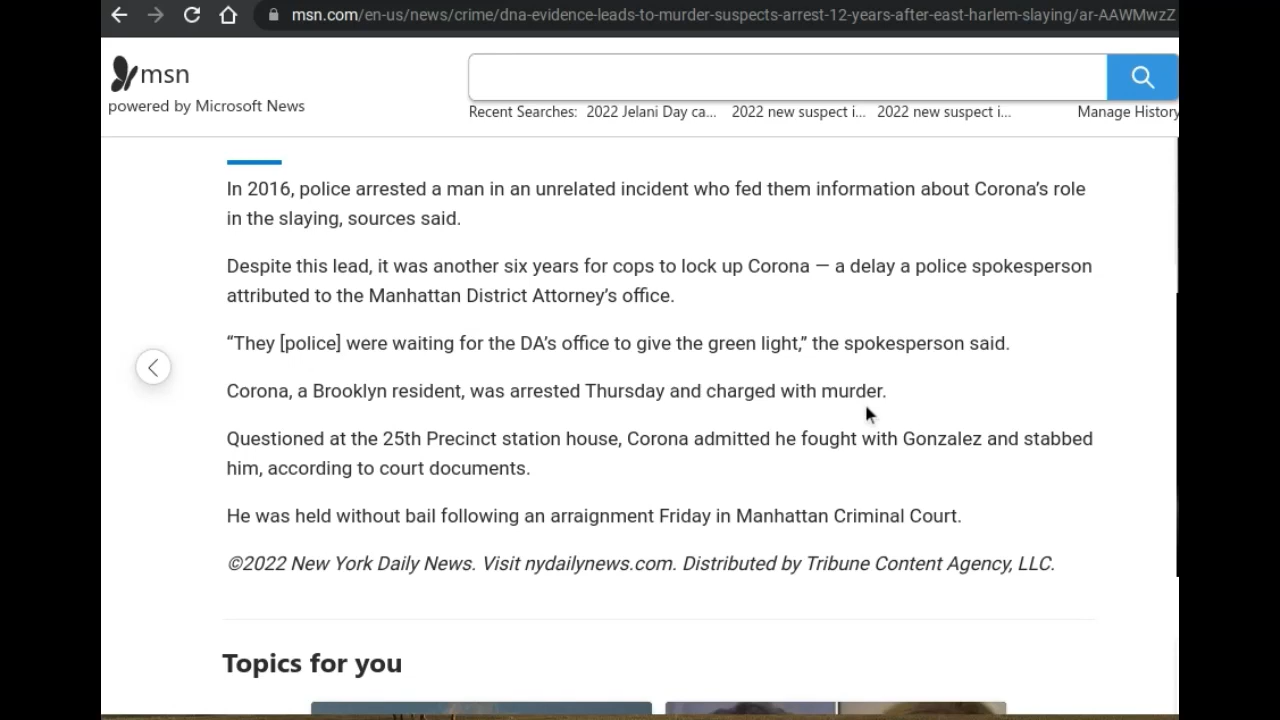 msn.com/en-us/news/crime/dna-evidence-leads-to-murder-suspects-arrest-12-years-after-east-harlem-slaying/ar-AAWMwzZ
msn
powered by Microsoft News
Recent Searches: 2022 Jelani Day ca... 2022 new suspect i... 2022 new suspect i... Manage History
In 2016, police arrested a man in an unrelated incident who fed them information about Corona’s role
in the slaying, sources said.
Despite this lead, it was another six years for cops to lock up Corona — a delay a police spokesperson
attributed to the Manhattan District Attorney’s office.
“They [police] were waiting for the DA’s office to give the green light,” the spokesperson said.
Corona, a Brooklyn resident, was arrested Thursday and charged with murder.
Questioned at the 25th Precinct station house, Corona admitted he fought with Gonzalez and stabbed
him, according to court documents.
He was held without bail following an arraignment Friday in Manhattan Criminal Court.
©2022 New York Daily News. Visit nydailynews.com. Distributed by Tribune Content Agency, LLC.
Topics for you